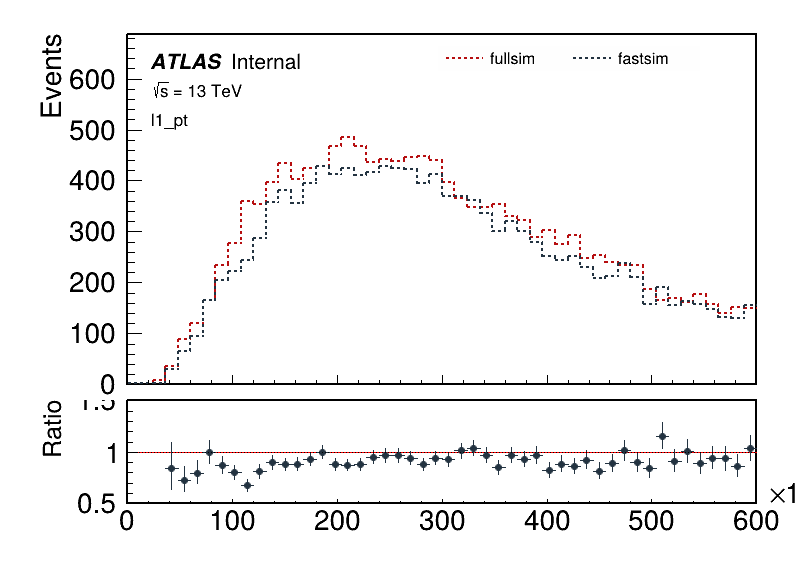 Events
ATLAS Internal
fullsim
fastsim
√s = 13 TeV
l1_pt
600
500
400
300
200
100
0
Ratio
1.5
1
0.5
0 100 200 300 400 500 600
×1